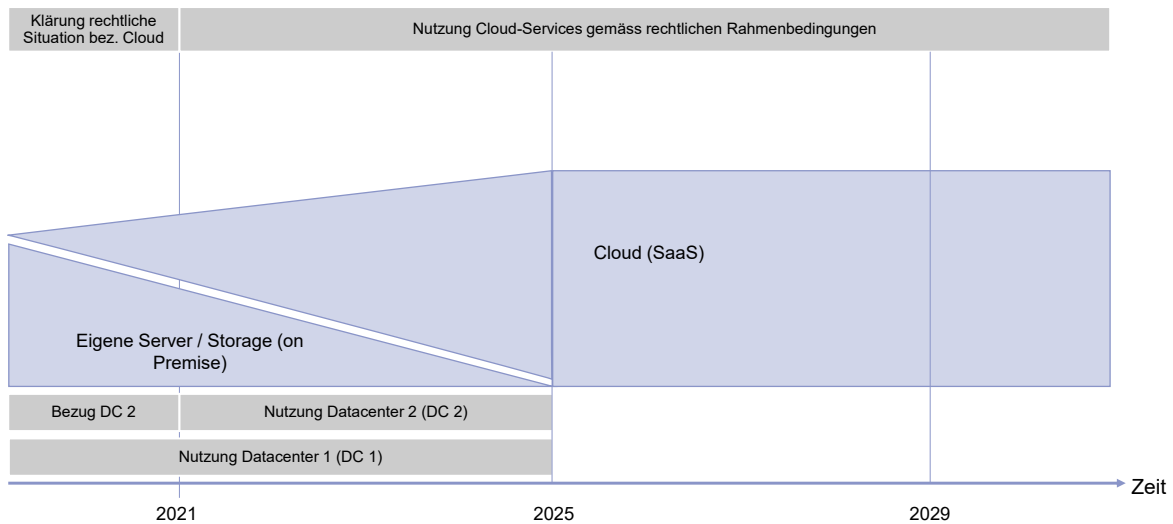 Klärung rechtliche
Situation bez. Cloud
Nutzung Cloud-Services gemäss rechtlichen Rahmenbedingungen
Cloud (SaaS)
Eigene Server / Storage (on
Premise)
Bezug DC 2
Nutzung Datacenter 2 (DC 2)
Nutzung Datacenter 1 (DC 1)
Zeit
2021
2025
2029